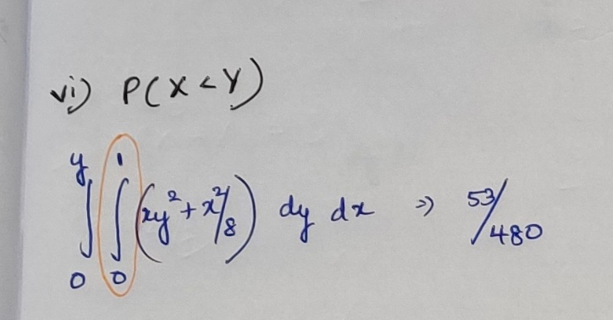 vi) P(X < Y)
∫₀^y ∫₀^1 (xy² + x²/8) dy dx ⇒ 53/480